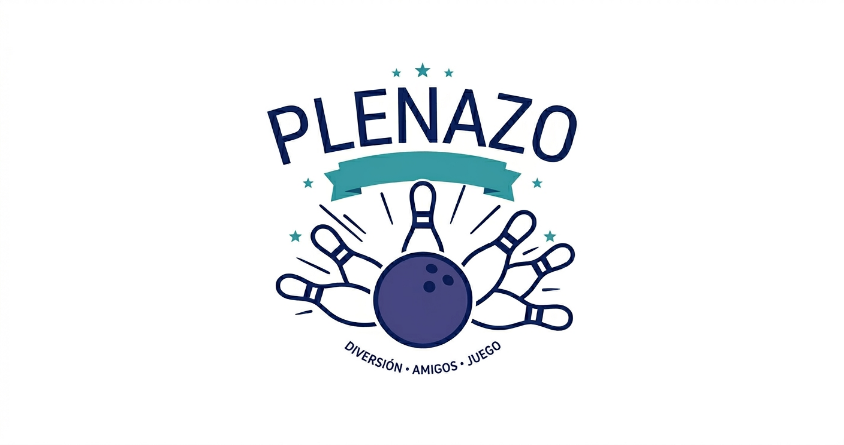 PLENAZO
DIVERSIÓN • AMIGOS • JUEGO